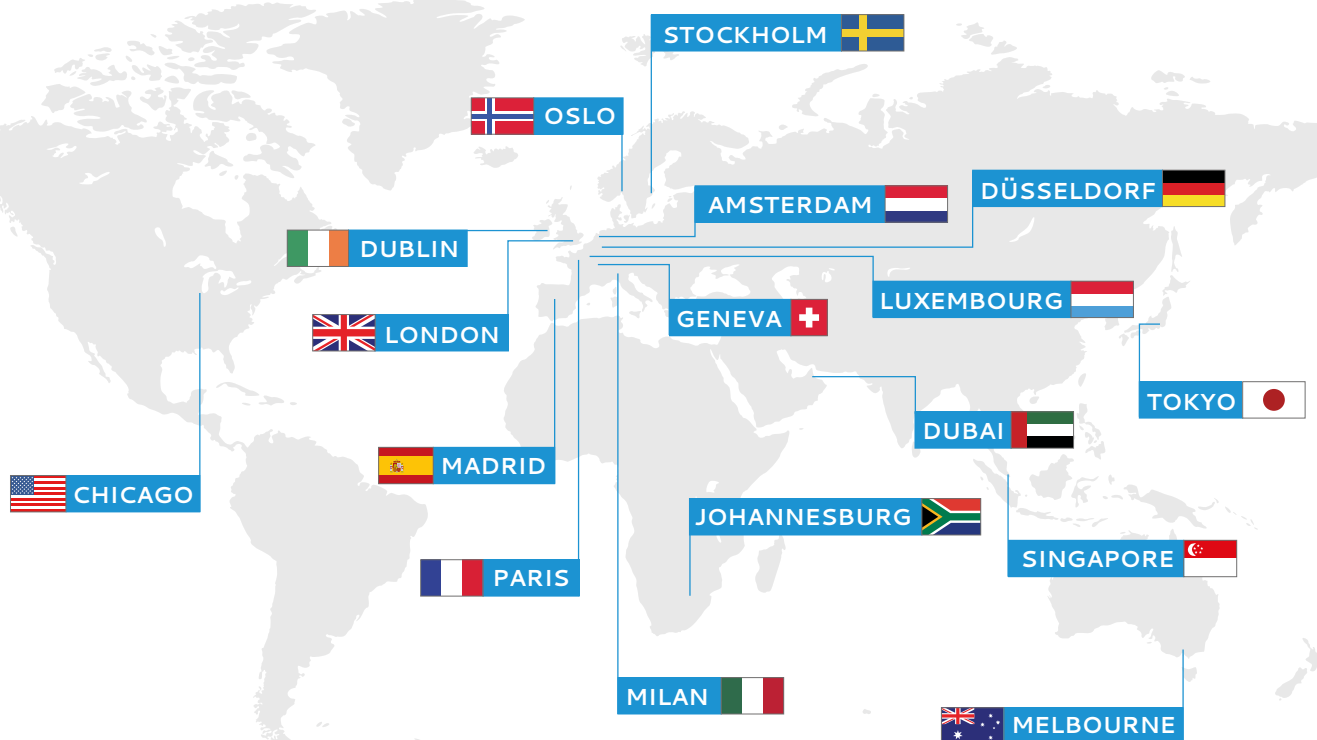 STOCKHOLM
OSLO
DÜSSELDORF
AMSTERDAM
DUBLIN
LUXEMBOURG
GENEVA
LONDON
TOKYO
DUBAI
MADRID
CHICAGO
JOHANNESBURG
SINGAPORE
PARIS
MILAN
MELBOURNE